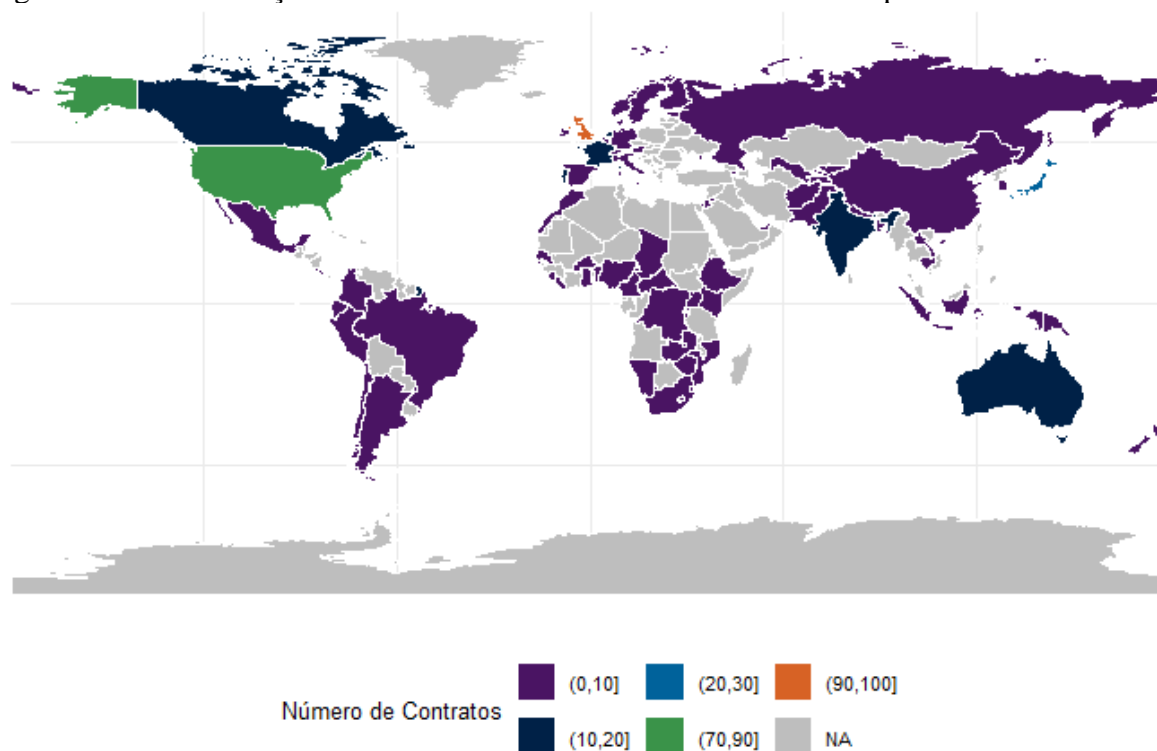 Número de Contratos
(0,10]
(20,30]
(90,100]
(10,20]
(70,90]
NA